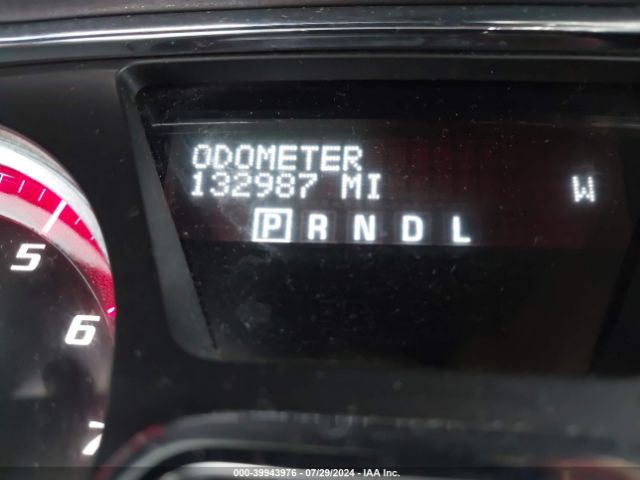 ODOMETER
132987 MI W
P R N D L
5
6
7
000-39943976 - 07/29/2024 - IAA Inc.